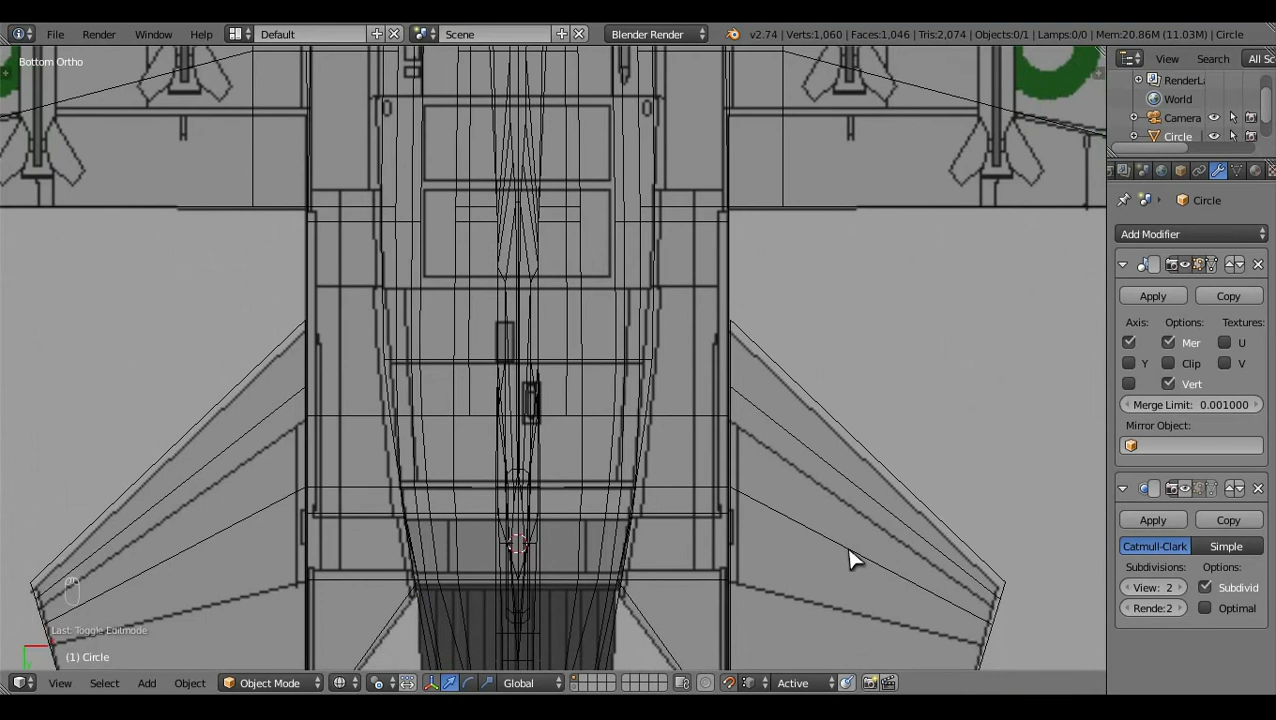 File Render Window Help Default Scene Blender Render v2.74 | Verts:1,060 | Faces:1,046 | Tris:2,074 | Objects:0/1 | Lamps:0/0 | Mem:20.86M (11.03M) | Circle
Bottom Ortho
View Search All Sc
RenderLa
World
Camera
Circle
Circle
Add Modifier
Apply Copy
Axis: Options: Textures:
Mer U
Y Clip V
Vert
Merge Limit: 0.001000
Mirror Object:
Apply Copy
Catmull-Clark Simple
Subdivisions: Options:
View: 2 Subdivid
Rende:2 Optimal
Last: Toggle Editmode
(1) Circle
View Select Add Object Object Mode Global Active